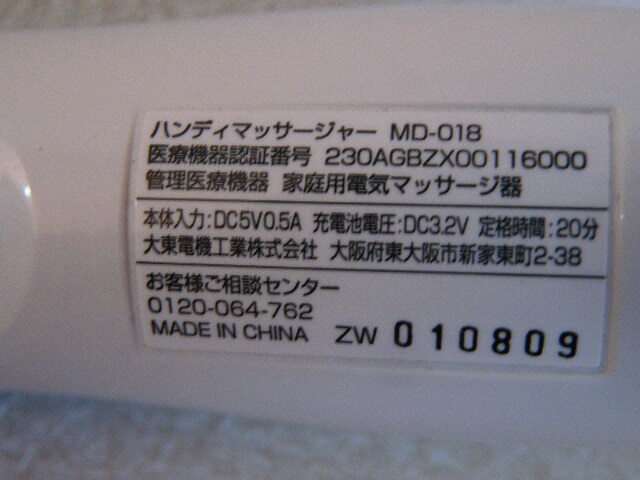 ハンディマッサージャー MD-018
医療機器認証番号 230AGBZX00116000
管理医療機器 家庭用電気マッサージ器
本体入力:DC5V0.5A 充電池電圧:DC3.2V 定格時間:20分
大東電機工業株式会社 大阪府東大阪市新家東町2-38
お客様ご相談センター
0120-064-762
MADE IN CHINA ZW 010809